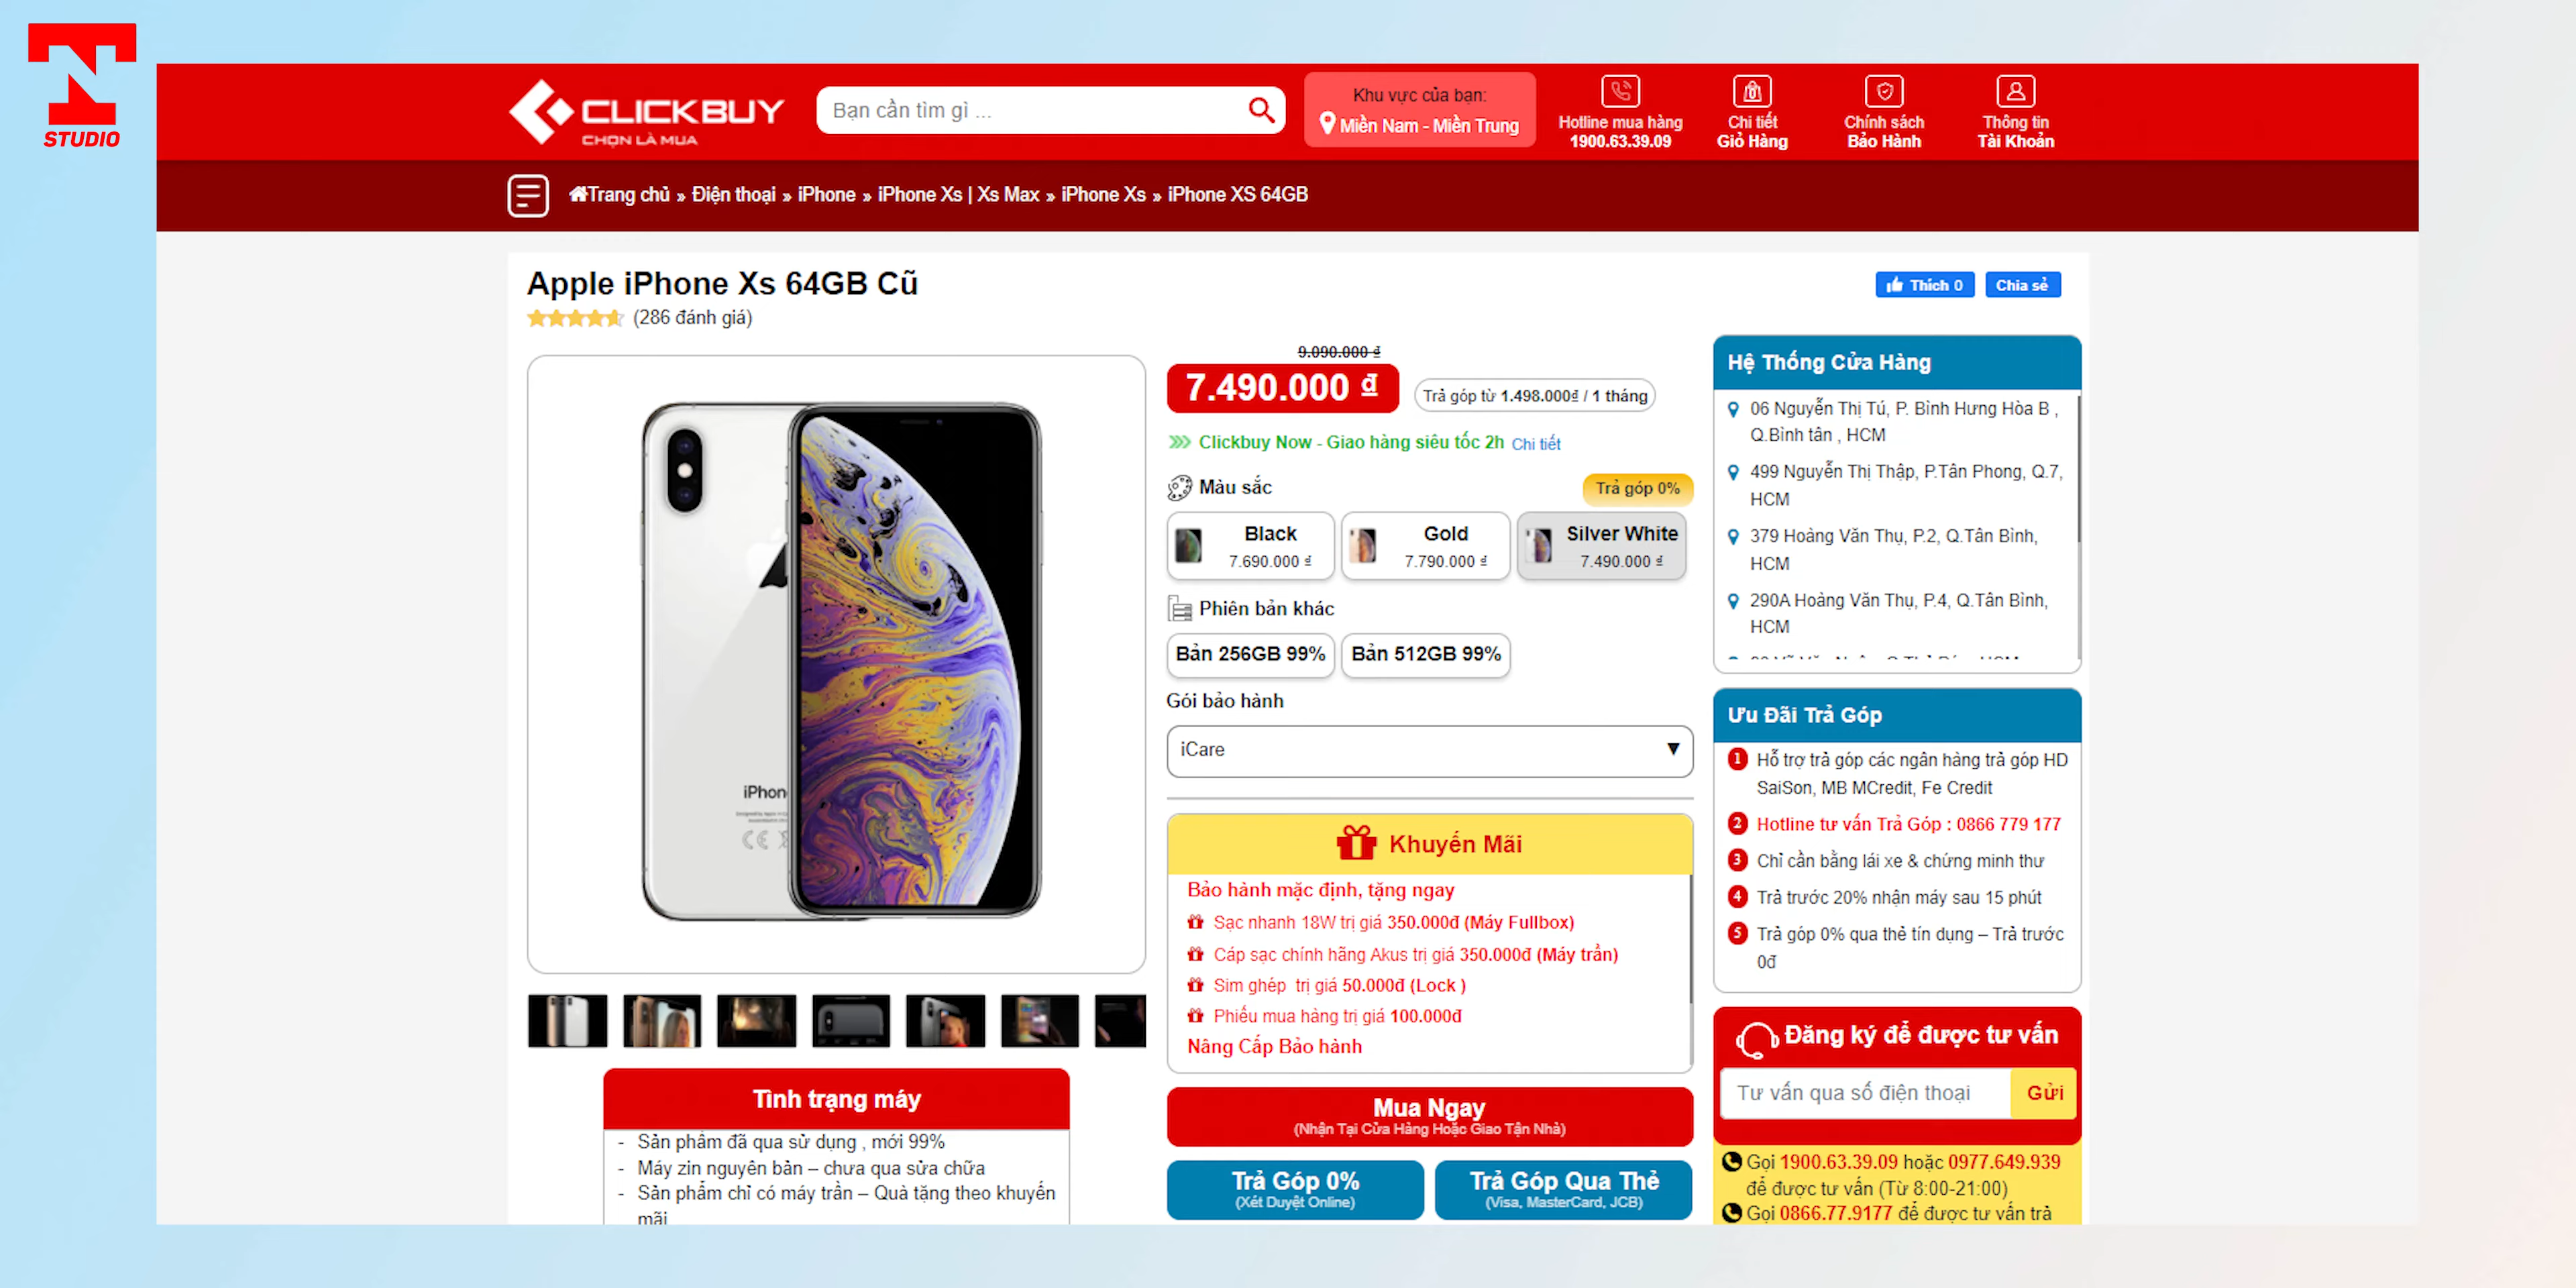 TN
STUDIO
CLICKBUY
CHỌN LÀ MUA
Bạn cần tìm gì ...
Khu vực của bạn:
Miền Nam - Miền Trung
Hotline mua hàng
1900.63.39.09
Chi tiết
Giỏ Hàng
Chính sách
Bảo Hành
Thông tin
Tài Khoản
Trang chủ » Điện thoại » iPhone » iPhone Xs | Xs Max » iPhone Xs » iPhone XS 64GB
Apple iPhone Xs 64GB Cũ
(286 đánh giá)
Thích 0
Chia sẻ
iPhon
9.090.000 ₫
7.490.000 ₫
Trả góp từ 1.498.000₫ / 1 tháng
Clickbuy Now - Giao hàng siêu tốc 2h Chi tiết
Màu sắc
Trả góp 0%
Black
7.690.000 ₫
Gold
7.790.000 ₫
Silver White
7.490.000 ₫
Phiên bản khác
Bản 256GB 99%
Bản 512GB 99%
Gói bảo hành
iCare
Khuyến Mãi
Bảo hành mặc định, tặng ngay
Sạc nhanh 18W trị giá 350.000đ (Máy Fullbox)
Cáp sạc chính hãng Akus trị giá 350.000đ (Máy trần)
Sim ghép trị giá 50.000đ (Lock )
Phiếu mua hàng trị giá 100.000đ
Nâng Cấp Bảo hành
Mua Ngay
(Nhận Tại Cửa Hàng Hoặc Giao Tận Nhà)
Trả Góp 0%
(Xét Duyệt Online)
Trả Góp Qua Thẻ
(Visa, MasterCard, JCB)
Tình trạng máy
- Sản phẩm đã qua sử dụng , mới 99%
- Máy zin nguyên bản – chưa qua sửa chữa
- Sản phẩm chỉ có máy trần – Quà tặng theo khuyến
mãi
Hệ Thống Cửa Hàng
06 Nguyễn Thị Tú, P. Bình Hưng Hòa B ,
Q.Bình tân , HCM
499 Nguyễn Thị Thập, P.Tân Phong, Q.7,
HCM
379 Hoàng Văn Thụ, P.2, Q.Tân Bình,
HCM
290A Hoàng Văn Thụ, P.4, Q.Tân Bình,
HCM
Ưu Đãi Trả Góp
1 Hỗ trợ trả góp các ngân hàng trả góp HD
SaiSon, MB MCredit, Fe Credit
2 Hotline tư vấn Trả Góp : 0866 779 177
3 Chỉ cần bằng lái xe & chứng minh thư
4 Trả trước 20% nhận máy sau 15 phút
5 Trả góp 0% qua thẻ tín dụng – Trả trước
0đ
Đăng ký để được tư vấn
Tư vấn qua số điện thoại
Gửi
Gọi 1900.63.39.09 hoặc 0977.649.939
để được tư vấn (Từ 8:00-21:00)
Gọi 0866.77.9177 để được tư vấn trả